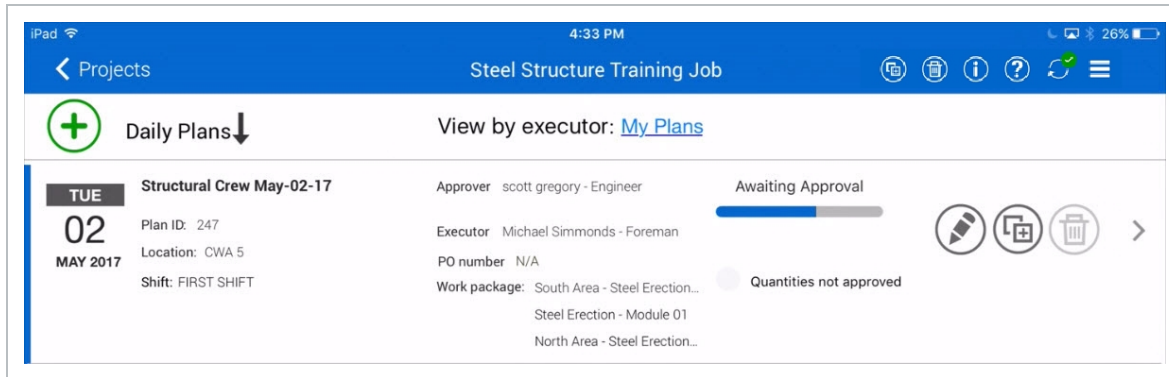 iPad 4:33 PM 26%
Projects Steel Structure Training Job
Daily Plans View by executor: My Plans
TUE
02
MAY 2017
Structural Crew May-02-17
Plan ID: 247
Location: CWA 5
Shift: FIRST SHIFT
Approver scott gregory - Engineer
Executor Michael Simmonds - Foreman
PO number N/A
Work package: South Area - Steel Erection...
Steel Erection - Module 01
North Area - Steel Erection...
Awaiting Approval
Quantities not approved